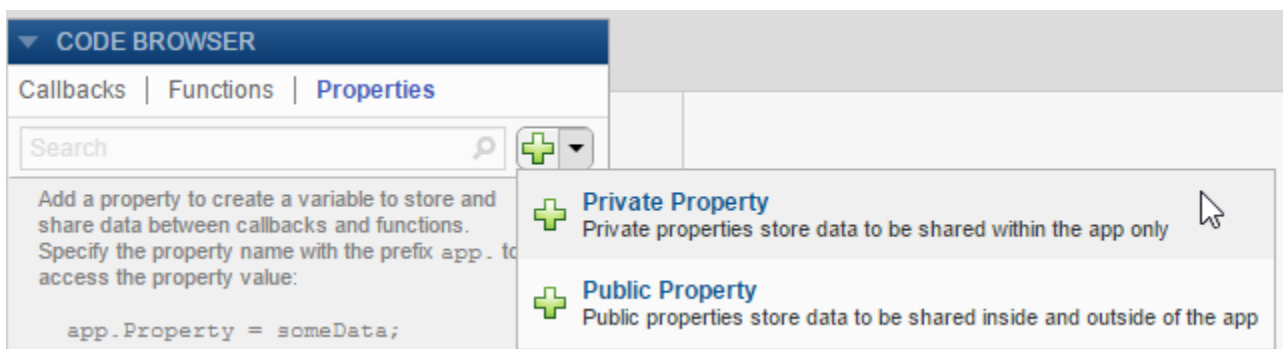 CODE BROWSER
Callbacks | Functions | Properties
Search
Add a property to create a variable to store and
share data between callbacks and functions.
Specify the property name with the prefix app. to
access the property value:
app.Property = someData;
Private Property
Private properties store data to be shared within the app only
Public Property
Public properties store data to be shared inside and outside of the app